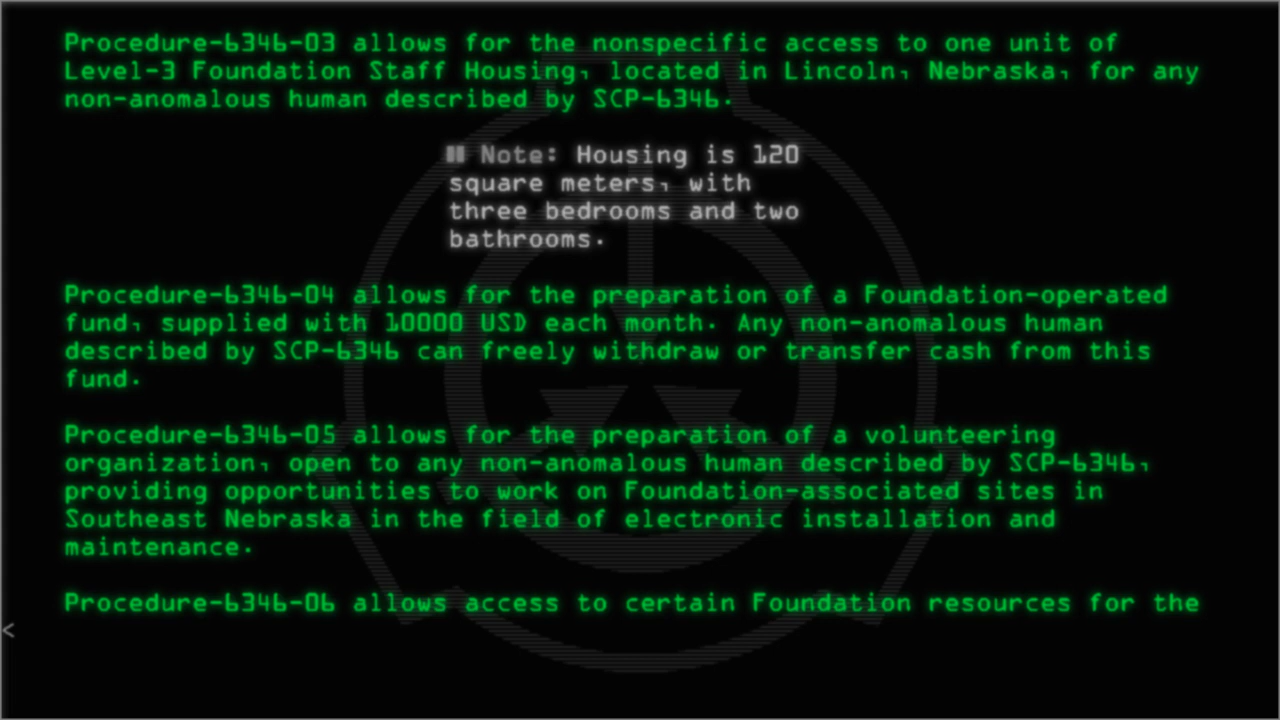 Procedure-6346-03 allows for the nonspecific access to one unit of
Level-3 Foundation Staff Housing, located in Lincoln, Nebraska, for any
non-anomalous human described by SCP-6346.
Note: Housing is 120
square meters, with
three bedrooms and two
bathrooms.
Procedure-6346-04 allows for the preparation of a Foundation-operated
fund, supplied with 10000 USD each month. Any non-anomalous human
described by SCP-6346 can freely withdraw or transfer cash from this
fund.
Procedure-6346-05 allows for the preparation of a volunteering
organization, open to any non-anomalous human described by SCP-6346,
providing opportunities to work on Foundation-associated sites in
Southeast Nebraska in the field of electronic installation and
maintenance.
Procedure-6346-06 allows access to certain Foundation resources for the
<